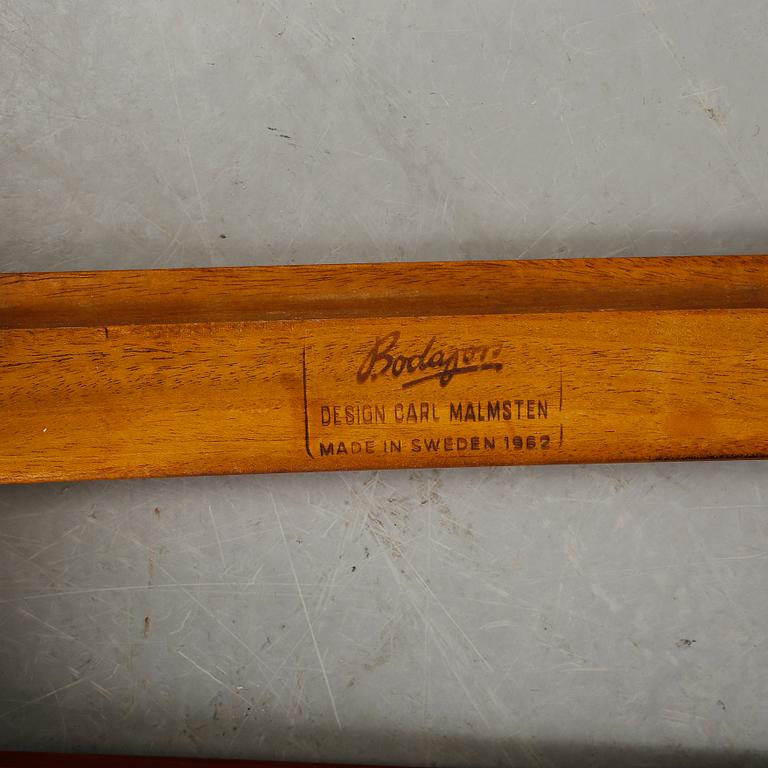 Bodafors
DESIGN CARL MALMSTEN
MADE IN SWEDEN 1962